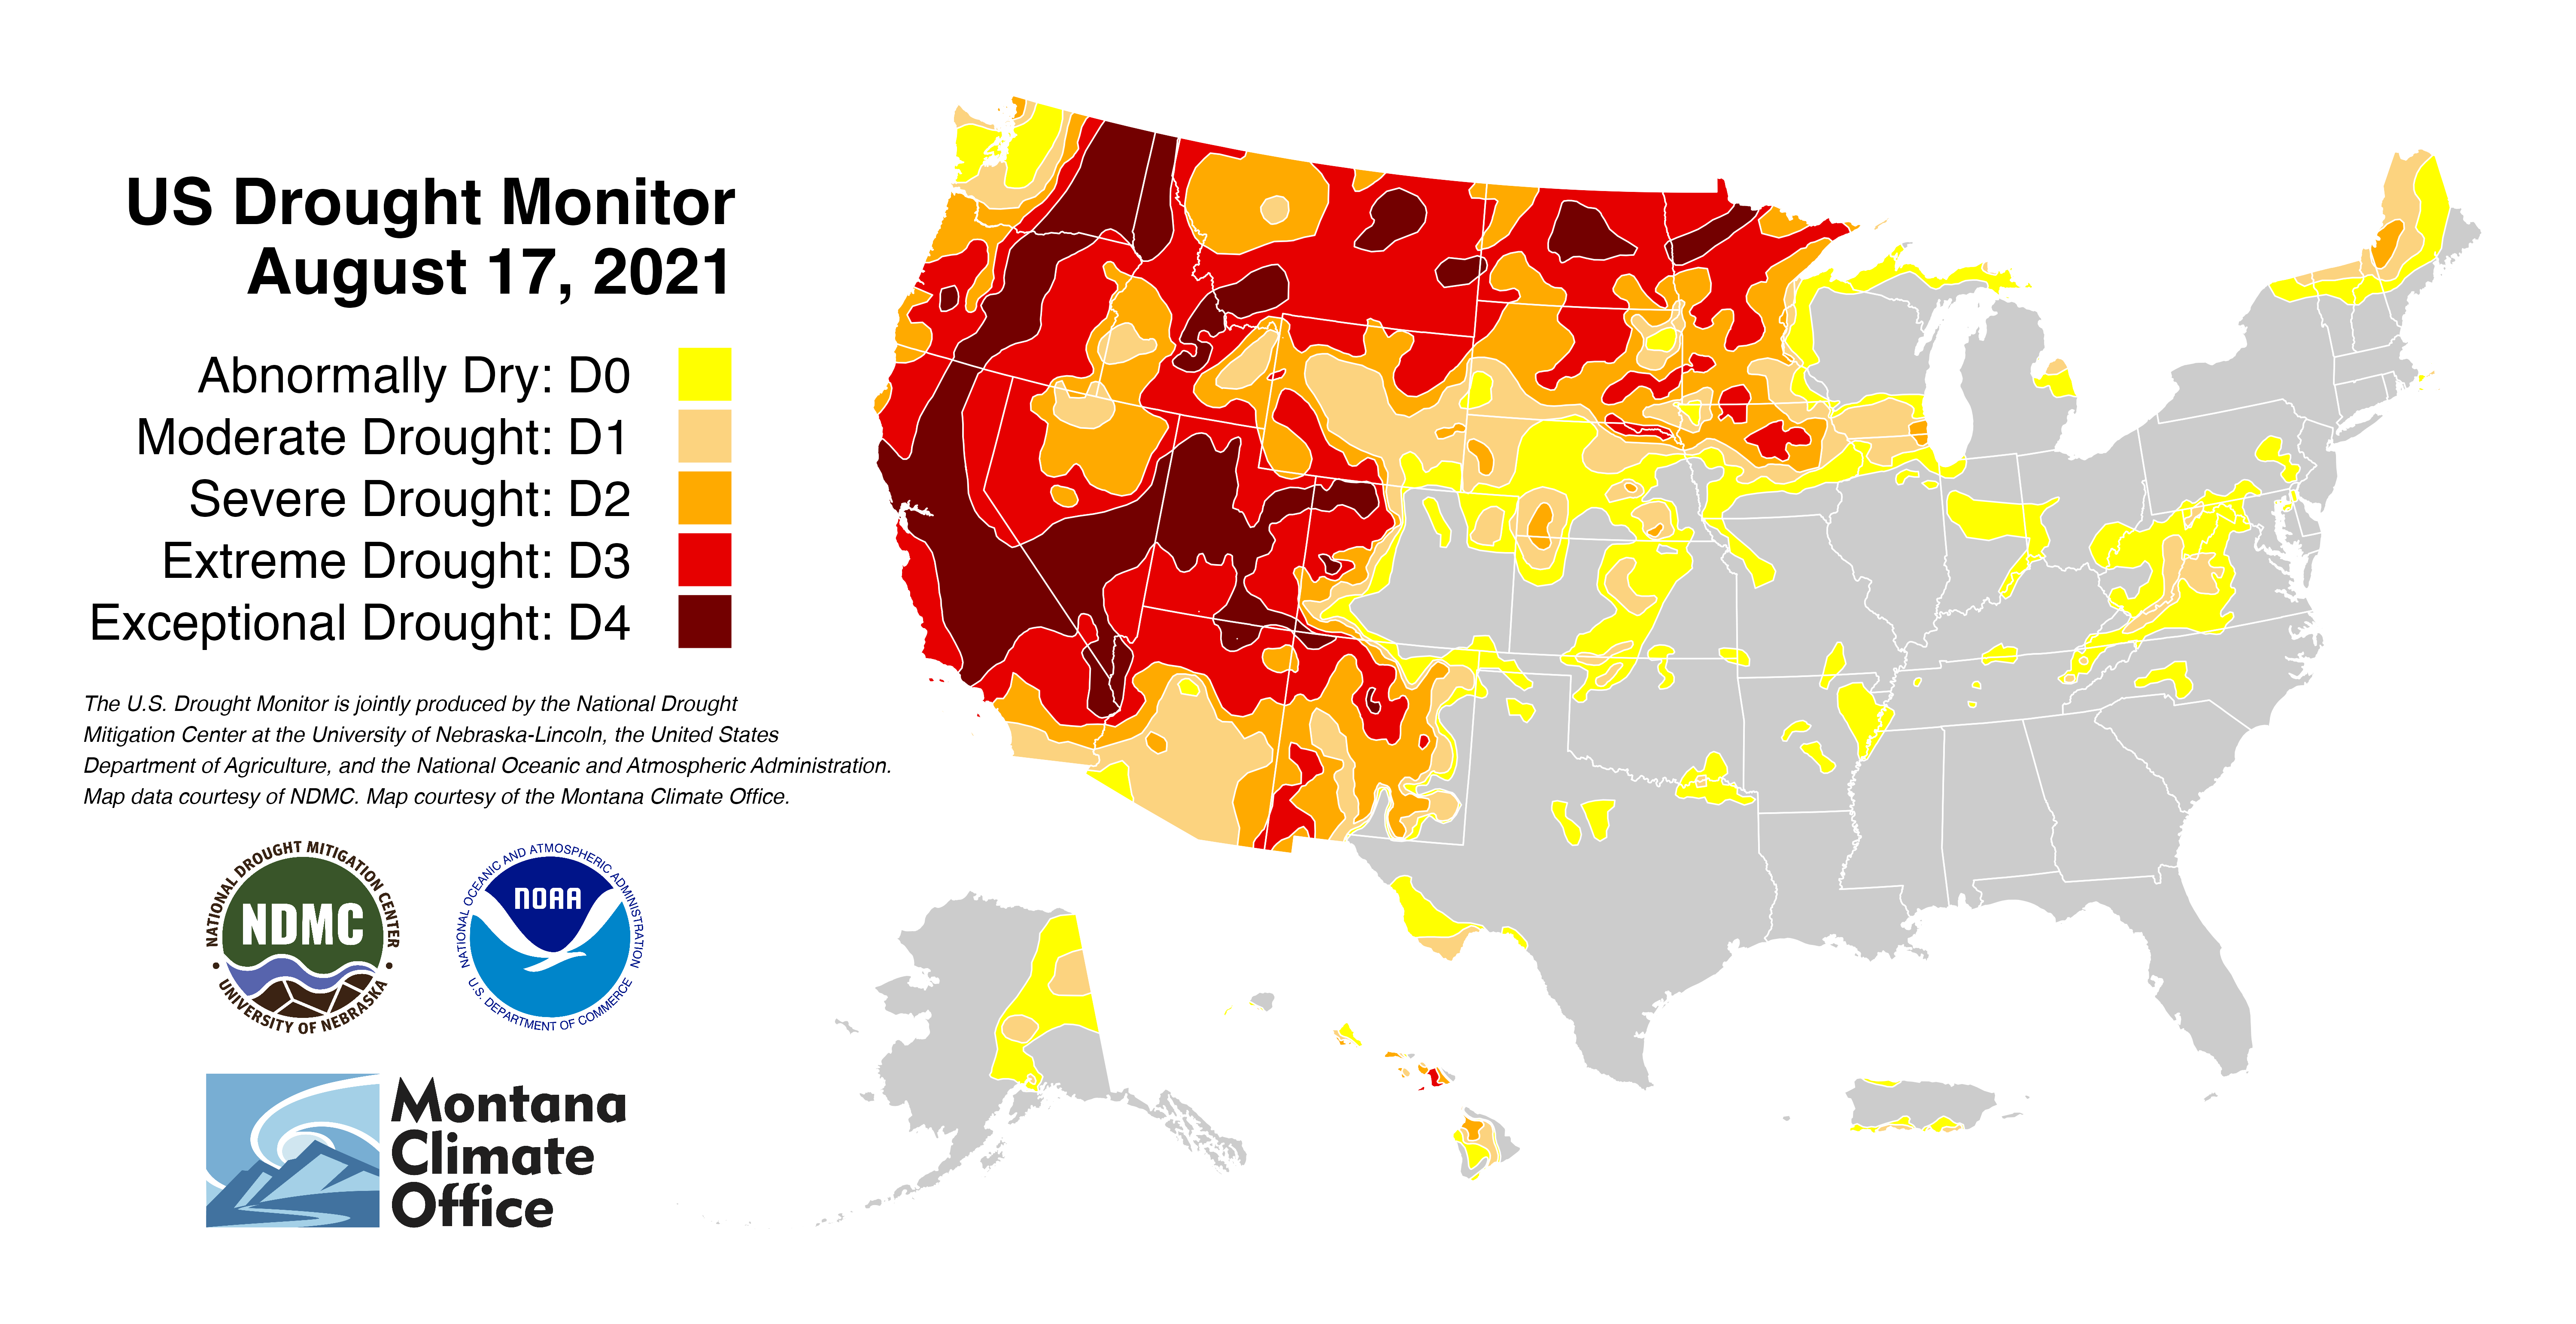 US Drought Monitor
August 17, 2021
Abnormally Dry: D0
Moderate Drought: D1
Severe Drought: D2
Extreme Drought: D3
Exceptional Drought: D4
The U.S. Drought Monitor is jointly produced by the National Drought
Mitigation Center at the University of Nebraska-Lincoln, the United States
Department of Agriculture, and the National Oceanic and Atmospheric Administration.
Map data courtesy of NDMC. Map courtesy of the Montana Climate Office.
NATIONAL DROUGHT MITIGATION CENTER
NDMC
• UNIVERSITY OF NEBRASKA •
NATIONAL OCEANIC AND ATMOSPHERIC ADMINISTRATION
NOAA
U.S. DEPARTMENT OF COMMERCE
Montana
Climate
Office